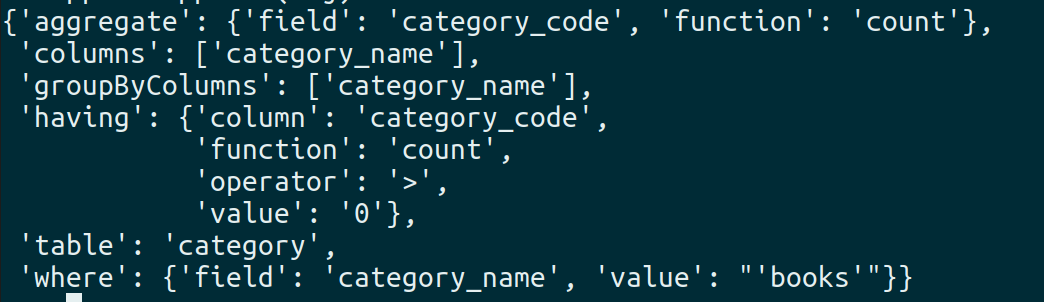 {'aggregate': {'field': 'category_code', 'function': 'count'},
 'columns': ['category_name'],
 'groupByColumns': ['category_name'],
 'having': {'column': 'category_code',
            'function': 'count',
            'operator': '>',
            'value': '0'},
 'table': 'category',
 'where': {'field': 'category_name', 'value': "'books'"}}